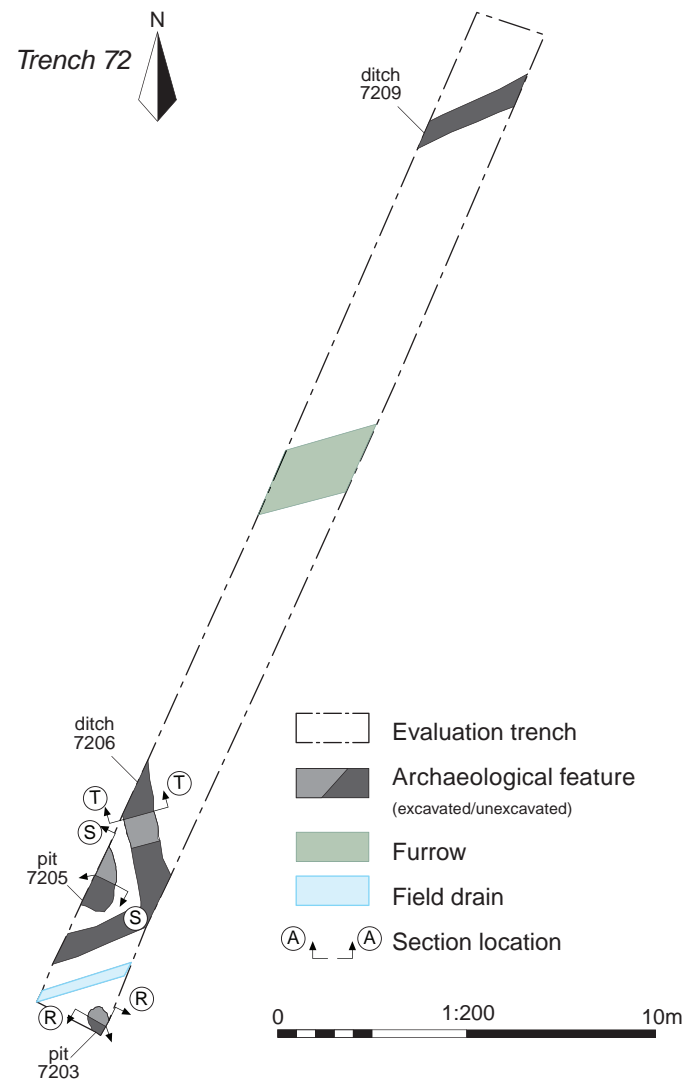 N
Trench 72
ditch
7209
ditch
7206
T
T
S
pit
7205
S
R
R
pit
7203
Evaluation trench
Archaeological feature
(excavated/unexcavated)
Furrow
Field drain
A
A
Section location
0
1:200
10m